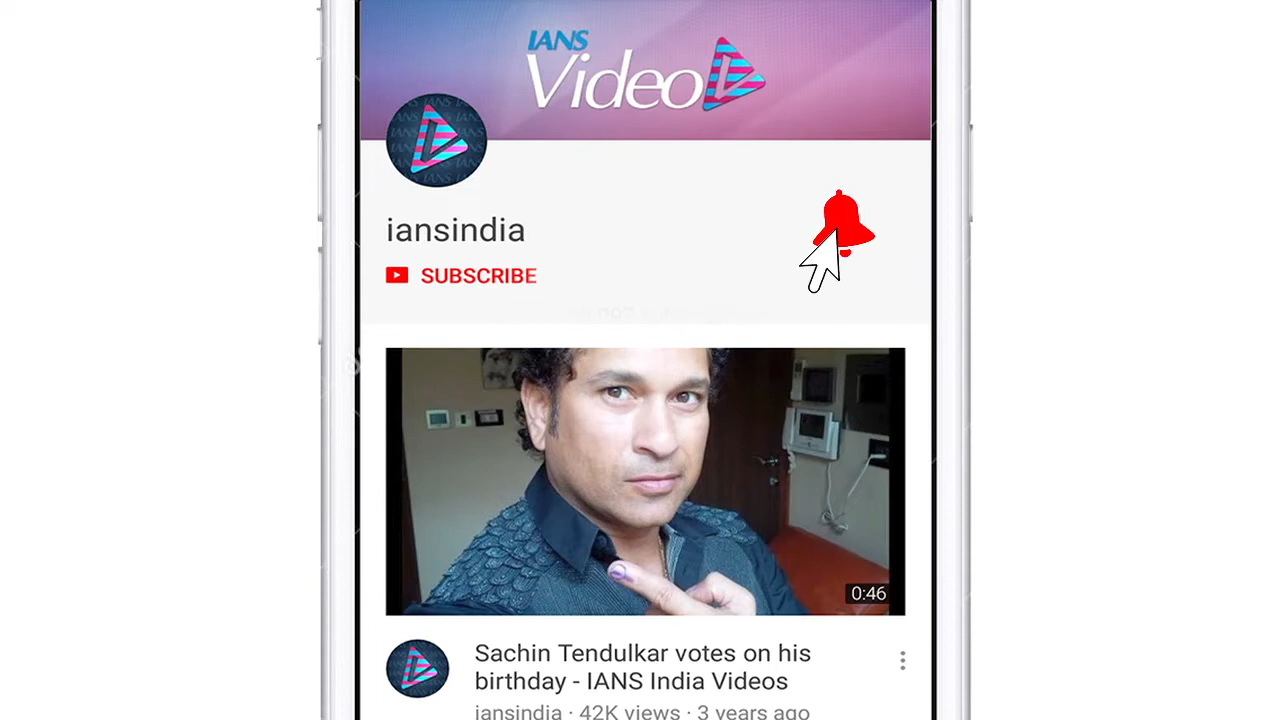 IANS
Video
iansindia
SUBSCRIBE
0:46
Sachin Tendulkar votes on his
birthday - IANS India Videos
iansindia · 42K views · 3 years ago